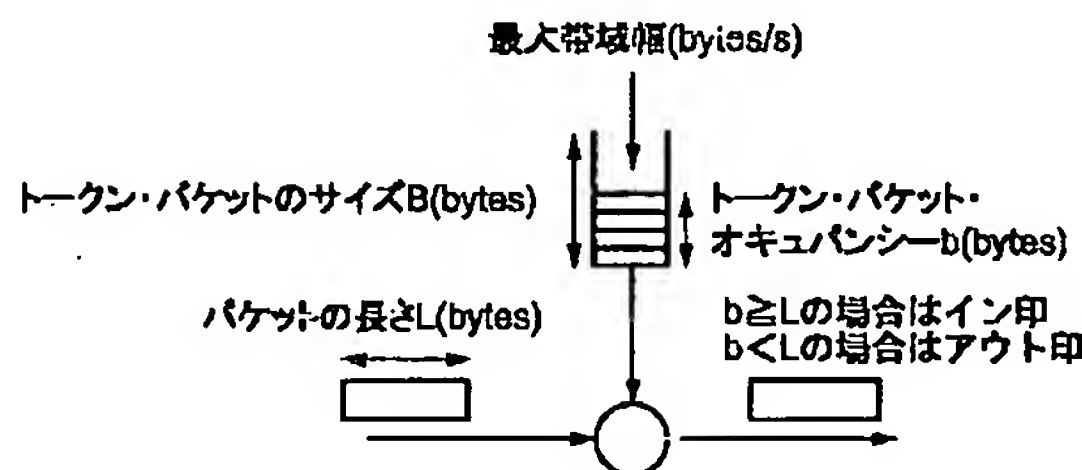 最大帯域幅(bytes/s)
トークン・バケットのサイズB(bytes)
トークン・バケット・
オキュパンシーb(bytes)
パケットの長さL(bytes)
b≧Lの場合はイン印
b<Lの場合はアウト印